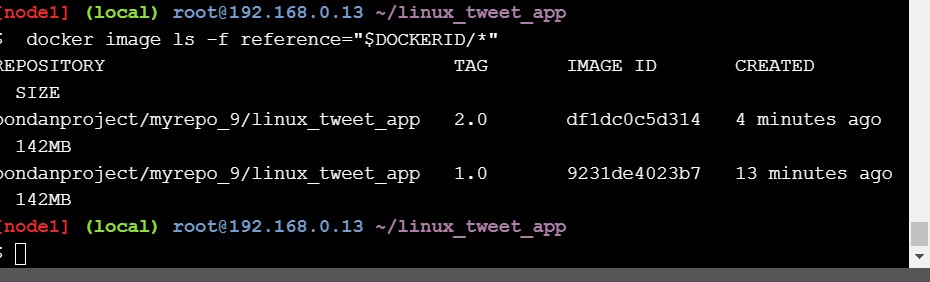 [node1] (local) root@192.168.0.13 ~/linux_tweet_app
$ docker image ls -f reference="$DOCKERID/*"
REPOSITORY TAG IMAGE ID CREATED
SIZE
bondanproject/myrepo_9/linux_tweet_app 2.0 df1dc0c5d314 4 minutes ago
142MB
bondanproject/myrepo_9/linux_tweet_app 1.0 9231de4023b7 13 minutes ago
142MB
[node1] (local) root@192.168.0.13 ~/linux_tweet_app
$